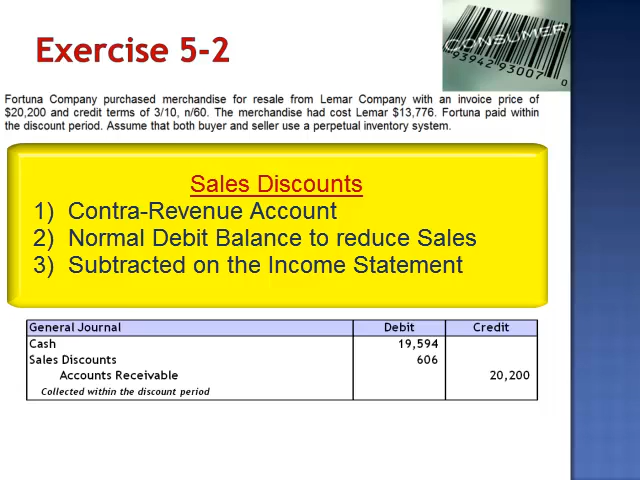 Exercise 5-2
CONSUMER
93942 93007 0
Fortuna Company purchased merchandise for resale from Lemar Company with an invoice price of
$20,200 and credit terms of 3/10, n/60. The merchandise had cost Lemar $13,776. Fortuna paid within
the discount period. Assume that both buyer and seller use a perpetual inventory system.
Sales Discounts
1) Contra-Revenue Account
2) Normal Debit Balance to reduce Sales
3) Subtracted on the Income Statement
General Journal Debit Credit
Cash 19,594
Sales Discounts 606
Accounts Receivable 20,200
Collected within the discount period